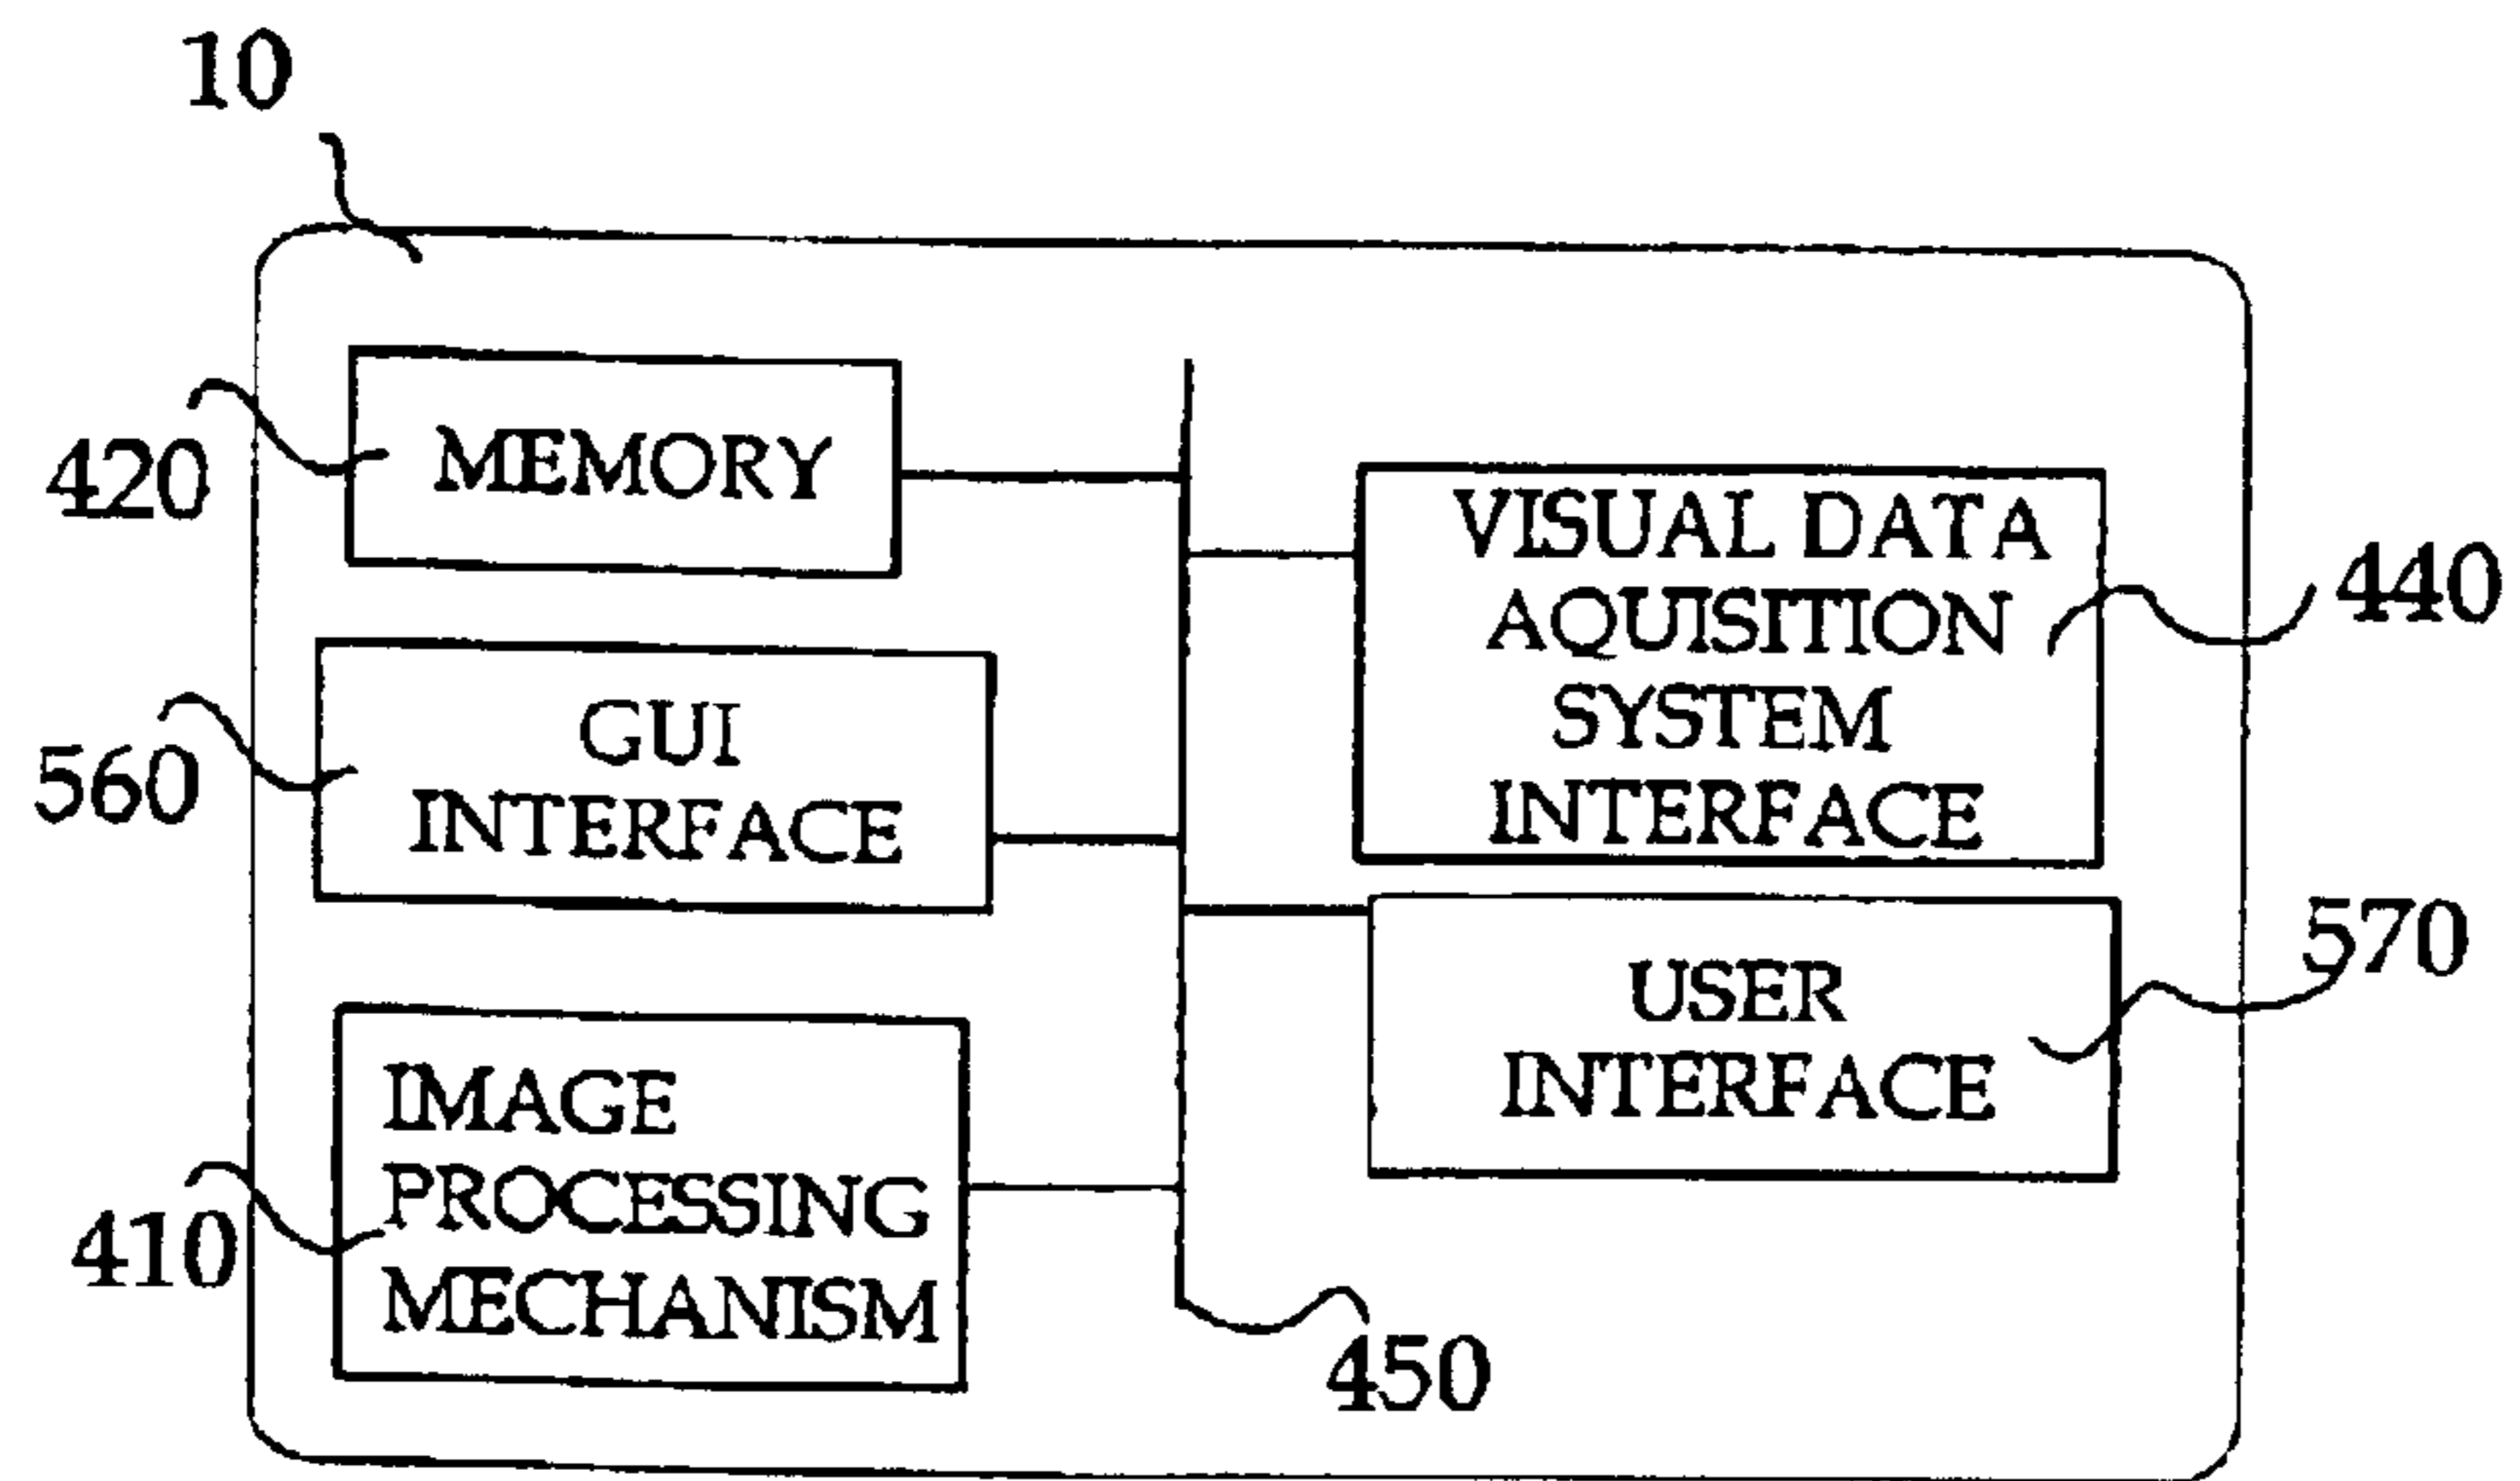 10
420
MEMORY
560
GUI
INTERFACE
410
IMAGE
PROCESSING
MECHANISM
VISUAL DATA
AQUISITION
SYSTEM
INTERFACE
440
USER
INTERFACE
570
450